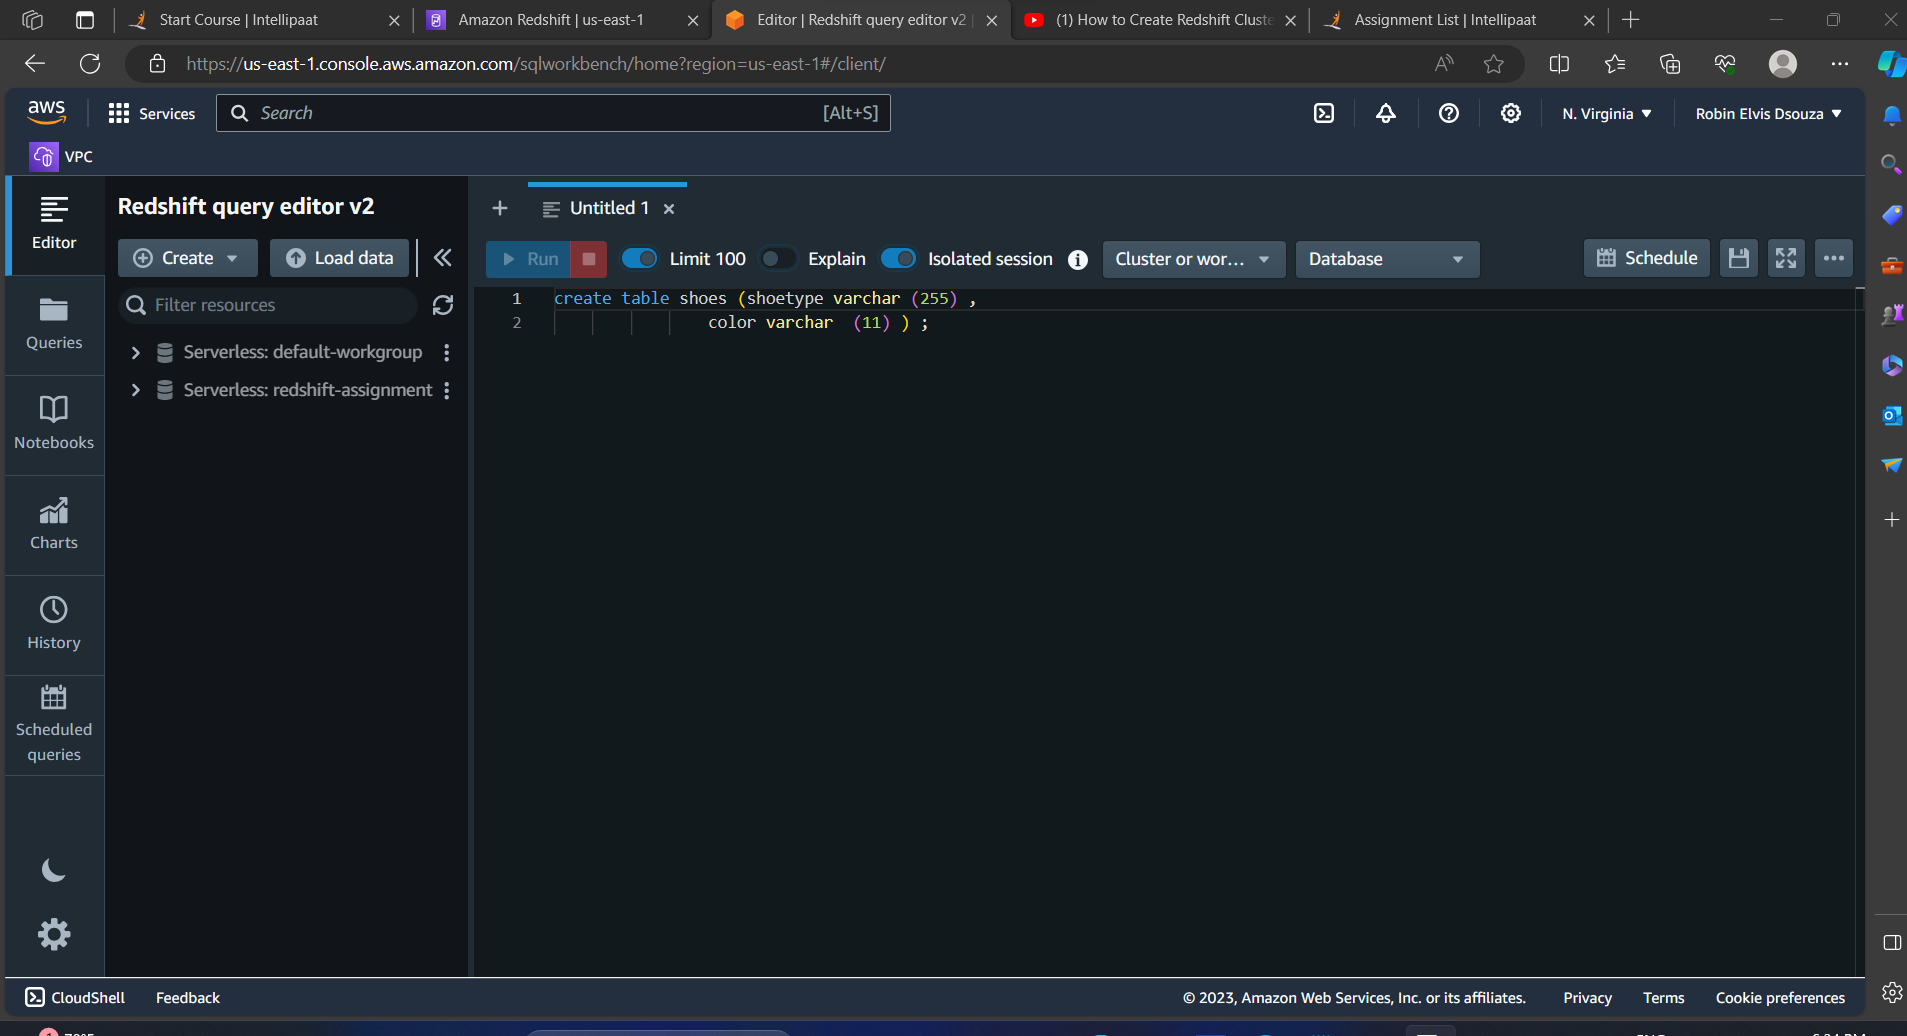 Start Course | Intellipaat
Amazon Redshift | us-east-1
Editor | Redshift query editor v2 |
(1) How to Create Redshift Cluste
Assignment List | Intellipaat
https://us-east-1.console.aws.amazon.com/sqlworkbench/home?region=us-east-1#/client/
aws
Services
Search
[Alt+S]
N. Virginia
Robin Elvis Dsouza
VPC
Editor
Queries
Notebooks
Charts
History
Scheduled
queries
Redshift query editor v2
Create
Load data
Filter resources
Serverless: default-workgroup
Serverless: redshift-assignment
Untitled 1
Run
Limit 100
Explain
Isolated session
Cluster or wor...
Database
Schedule
1 create table shoes (shoetype varchar (255) ,
2 color varchar (11) ) ;
CloudShell
Feedback
© 2023, Amazon Web Services, Inc. or its affiliates.
Privacy
Terms
Cookie preferences